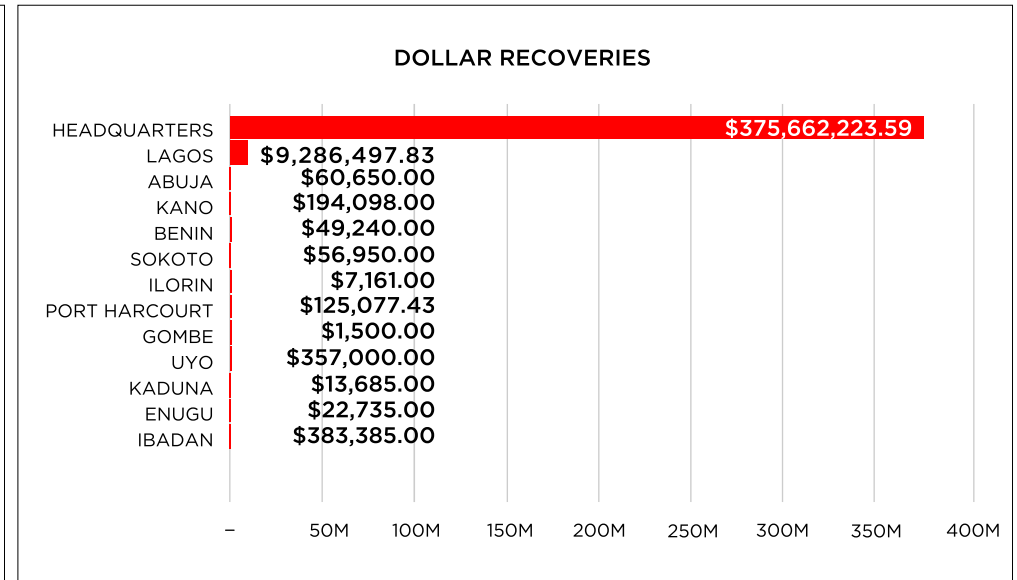 DOLLAR RECOVERIES
HEADQUARTERS $375,662,223.59
LAGOS $9,286,497.83
ABUJA $60,650.00
KANO $194,098.00
BENIN $49,240.00
SOKOTO $56,950.00
ILORIN $7,161.00
PORT HARCOURT $125,077.43
GOMBE $1,500.00
UYO $357,000.00
KADUNA $13,685.00
ENUGU $22,735.00
IBADAN $383,385.00
– 50M 100M 150M 200M 250M 300M 350M 400M